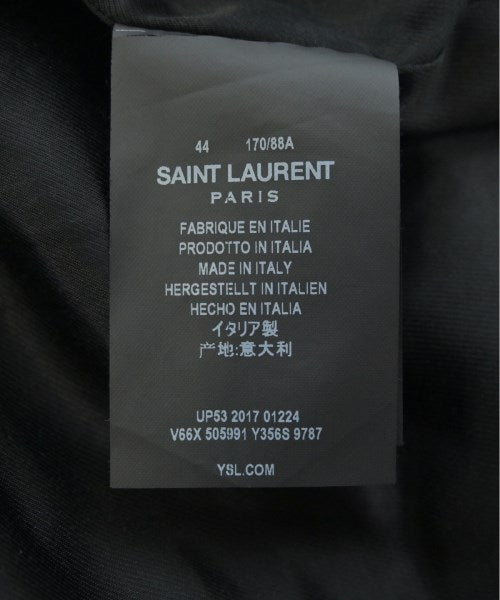 44 170/88A
SAINT LAURENT
PARIS
FABRIQUE EN ITALIE
PRODOTTO IN ITALIA
MADE IN ITALY
HERGESTELLT IN ITALIEN
HECHO EN ITALIA
イタリア製
产地:意大利
UP53 2017 01224
V66X 505991 Y356S 9787
YSL.COM